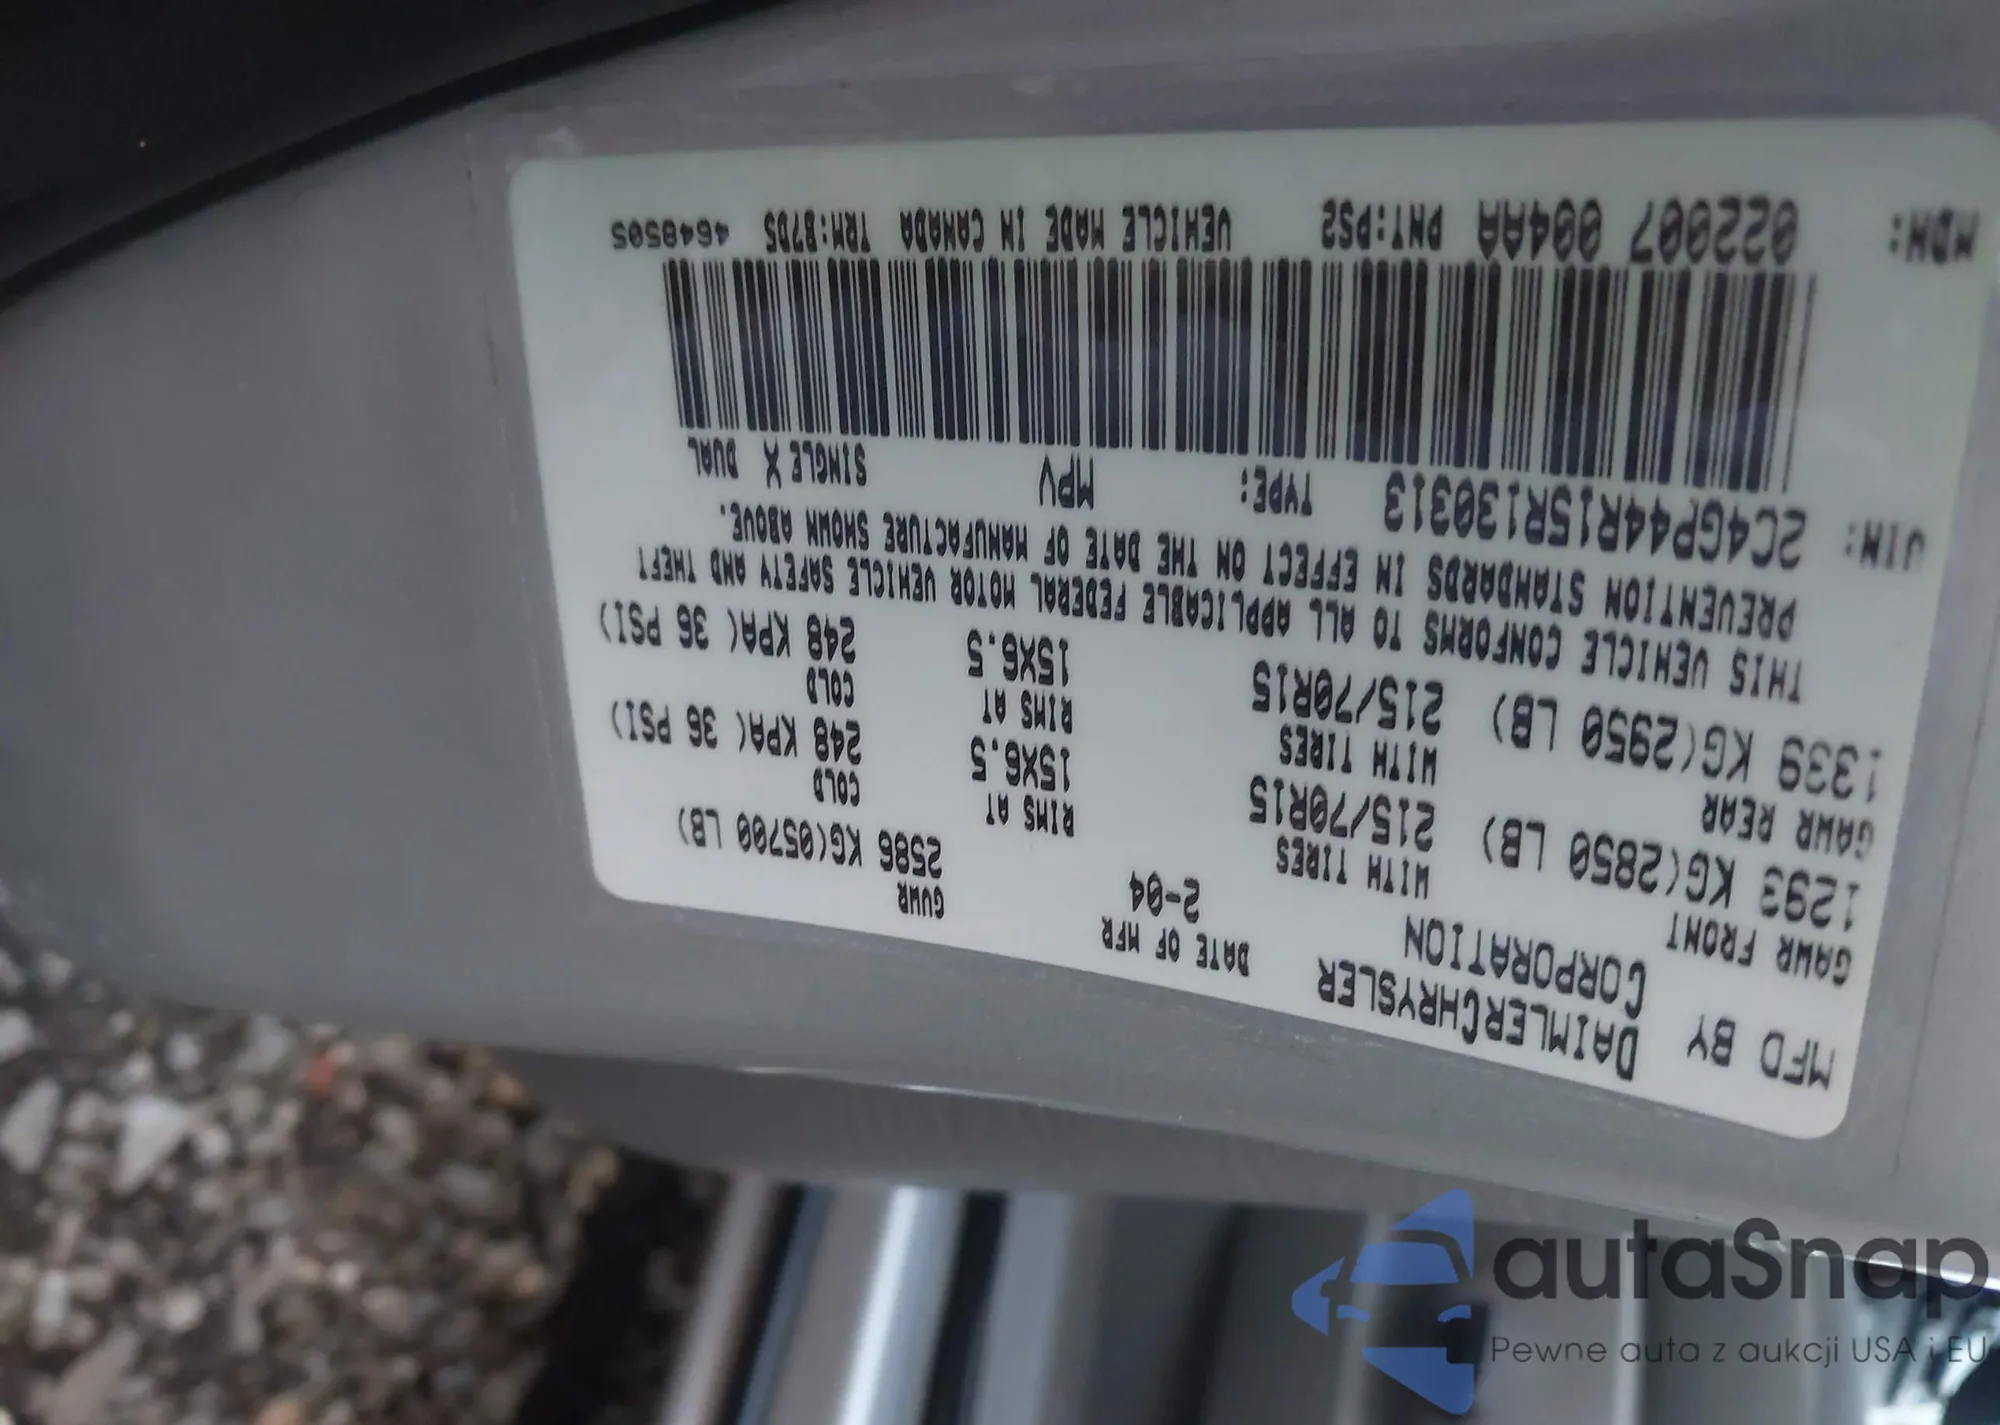 MFD BY DAIMLERCHRYSLER CORPORATION
DATE OF MFR 2-04
GVWR 2586 KG(05700 LB)
GAWR FRONT 1293 KG(2850 LB)
WITH TIRES 215/70R15
RIMS AT 15X6.5
COLD 248 KPA( 36 PSI)
GAWR REAR 1339 KG(2950 LB)
WITH TIRES 215/70R15
RIMS AT 15X6.5
COLD 248 KPA( 36 PSI)
THIS VEHICLE CONFORMS TO ALL APPLICABLE FEDERAL MOTOR VEHICLE SAFETY AND THEFT
PREVENTION STANDARDS IN EFFECT ON THE DATE OF MANUFACTURE SHOWN ABOVE.
VIN: 2C4GP44R15R130313 TYPE: MPV SINGLE X DUAL
MDH: 022007 004AA PNT:PS2 VEHICLE MADE IN CANADA TRM:B7D5 4648505
autaSnap
Pewne auta z aukcji USA i EU